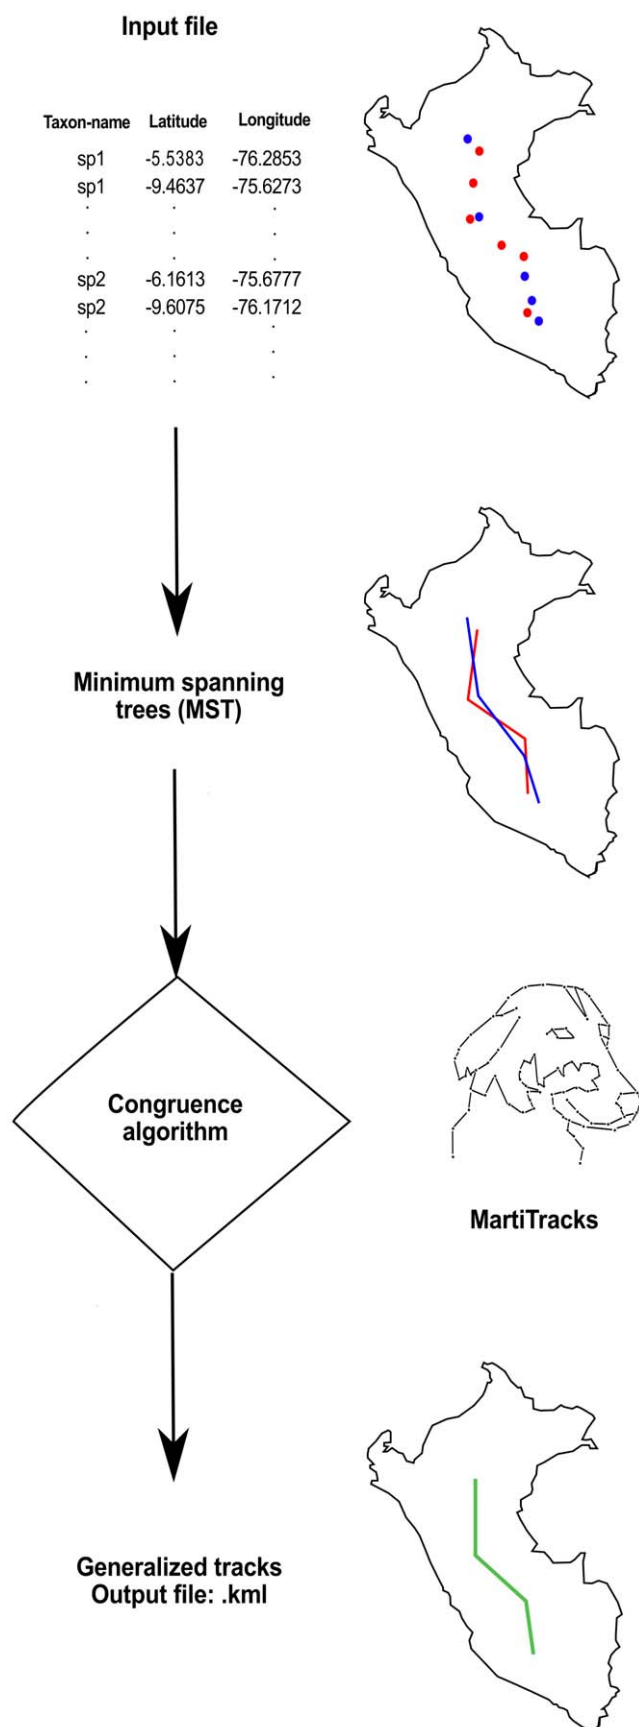 Input file
Taxon-name Latitude Longitude
sp1 -5.5383 -76.2853
sp1 -9.4637 -75.6273
. . .
. . .
. . .
sp2 -6.1613 -75.6777
sp2 -9.6075 -76.1712
. . .
. . .
. . .
Minimum spanning
trees (MST)
Congruence
algorithm
MartiTracks
Generalized tracks
Output file: .kml